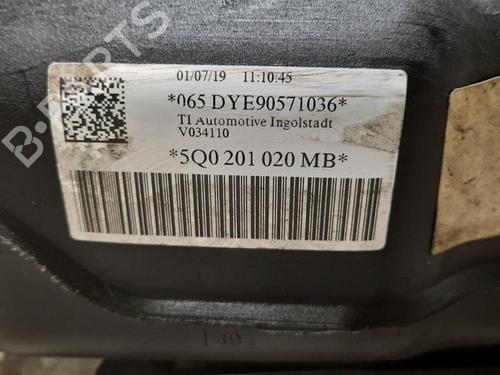 01/07/19 11:10:45
*065 DYE90571036*
TI Automotive Ingolstadt
V034110
*5Q0 201 020 MB*
B-PARTS